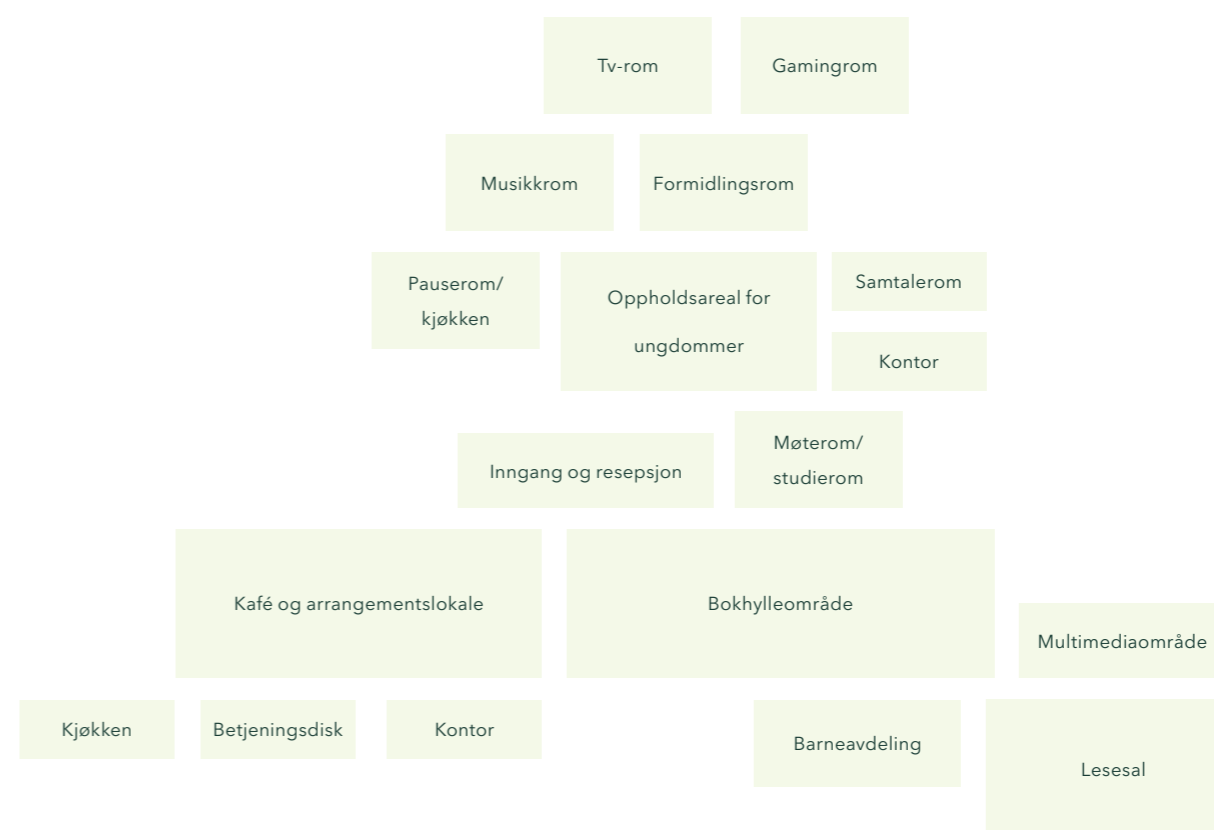 Tv-rom
Gamingrom
Musikkrom
Formidlingsrom
Pauserom/
kjøkken
Oppholdsareal for
ungdommer
Samtalerom
Kontor
Inngang og resepsjon
Møterom/
studierom
Kafé og arrangementslokale
Bokhylleområde
Multimediaområde
Kjøkken
Betjeningsdisk
Kontor
Barneavdeling
Lesesal